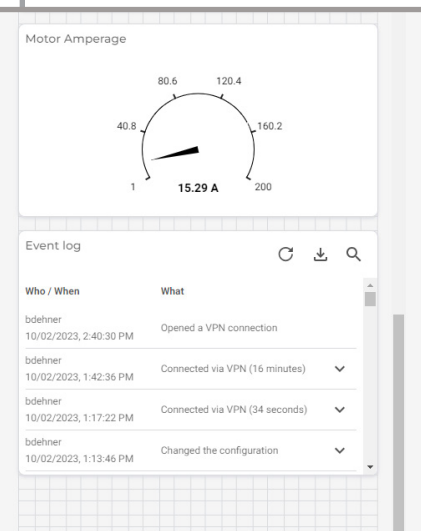 Motor Amperage
80.6 120.4
40.8 160.2
1 15.29 A 200
Event log
Who / When What
bdehner
10/02/2023, 2:40:30 PM
Opened a VPN connection
bdehner
10/02/2023, 1:42:36 PM
Connected via VPN (16 minutes)
bdehner
10/02/2023, 1:17:22 PM
Connected via VPN (34 seconds)
bdehner
10/02/2023, 1:13:46 PM
Changed the configuration